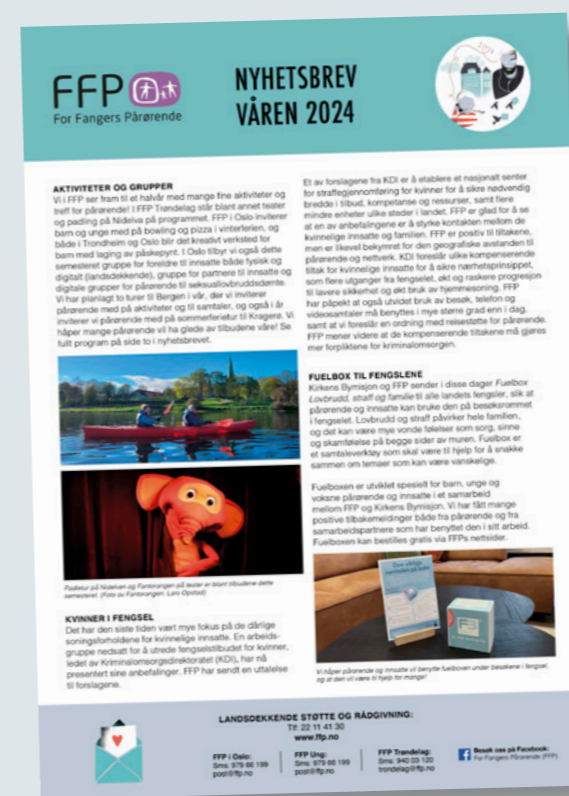 FFP
For Fangers Pårørende
NYHETSBREV
VÅREN 2024
AKTIVITETER OG GRUPPER
Vi i FFP ser fram til et halvår med mange fine aktiviteter og
treff for pårørende! I FFP Trøndelag står blant annet teater
og padling på Nidelva på programmet. FFP i Oslo inviterer
barn og unge med på bowling og pizza i vinterferien, og
både i Trondheim og Oslo blir det kreativt verksted for
barn med laging av påskepynt. I Oslo tilbyr vi også dette
semesteret gruppe for foreldre til innsatte både fysisk og
digitalt (landsdekkende), gruppe for partnere til innsatte og
digitale grupper for pårørende til seksuallovbruddsdømte.
Vi har planlagt to turer til Bergen i vår, der vi inviterer
pårørende med på aktiviteter og til samtaler, og også i år
inviterer vi pårørende med på sommerferietur til Kragerø. Vi
håper mange pårørende vil ha glede av tilbudene våre! Se
fullt program på side to i nyhetsbrevet.
Padletur på Nidelven og Fantorangen på teater er blant tilbudene dette
semesteret. (Foto av Fantorangen: Lars Opstad)
KVINNER I FENGSEL
Det har den siste tiden vært mye fokus på de dårlige
soningsforholdene for kvinnelige innsatte. En arbeids-
gruppe nedsatt for å utrede fengselstilbudet for kvinner,
ledet av Kriminalomsorgsdirektoratet (KDI), har nå
presentert sine anbefalinger. FFP har sendt en uttalelse
til forslagene.
Et av forslagene fra KDI er å etablere et nasjonalt senter
for straffegjennomføring for kvinner for å sikre nødvendig
bredde i tilbud, kompetanse og ressurser, samt flere
mindre enheter ulike steder i landet. FFP er glad for å se
at en av anbefalingene er å styrke kontakten mellom de
kvinnelige innsatte og familien. FFP er positiv til tiltakene,
men er likevel bekymret for den geografiske avstanden til
pårørende og nettverk. KDI foreslår ulike kompenserende
tiltak for kvinnelige innsatte for å sikre nærhetsprinsippet,
som flere utganger fra fengselet, økt og raskere progresjon
til lavere sikkerhet og økt bruk av hjemmesoning. FFP
har påpekt at også utvidet bruk av besøk, telefon og
videosamtaler må benyttes i mye større grad enn i dag,
samt at vi foreslår en ordning med reisestøtte for pårørende.
FFP mener videre at de kompenserende tiltakene må gjøres
mer forpliktene for kriminalomsorgen.
FUELBOX TIL FENGSLENE
Kirkens Bymisjon og FFP sender i disse dager Fuelbox
Lovbrudd, straff og familie til alle landets fengsler, slik at
pårørende og innsatte kan bruke den på besøksrommet
i fengselet. Lovbrudd og straff påvirker hele familien,
og det kan være mye vonde følelser som sorg, sinne
og skamfølelse på begge sider av muren. Fuelbox er
et samtaleverktøy som skal være til hjelp for å snakke
sammen om temaer som kan være vanskelige.
Fuelboxen er utviklet spesielt for barn, unge og
voksne pårørende og innsatte i et samarbeid
mellom FFP og Kirkens Bymisjon. Vi har fått mange
positive tilbakemeldinger både fra pårørende og fra
samarbeidspartnere som har benyttet den i sitt arbeid.
Fuelboxen kan bestilles gratis via FFPs nettsider.
Vi håper pårørende og innsatte vil benytte fuelboxen under besøkene i fengsel,
og at den vil være til hjelp for mange!
LANDSDEKKENDE STØTTE OG RÅDGIVNING:
Tlf: 22 11 41 30
www.ffp.no
FFP i Oslo:
Sms: 979 66 199
post@ffp.no
FFP Ung:
Sms: 979 66 199
post@ffp.no
FFP Trøndelag:
Sms: 940 03 120
trondelag@ffp.no
Besøk oss på Facebook:
For Fangers Pårørende (FFP)